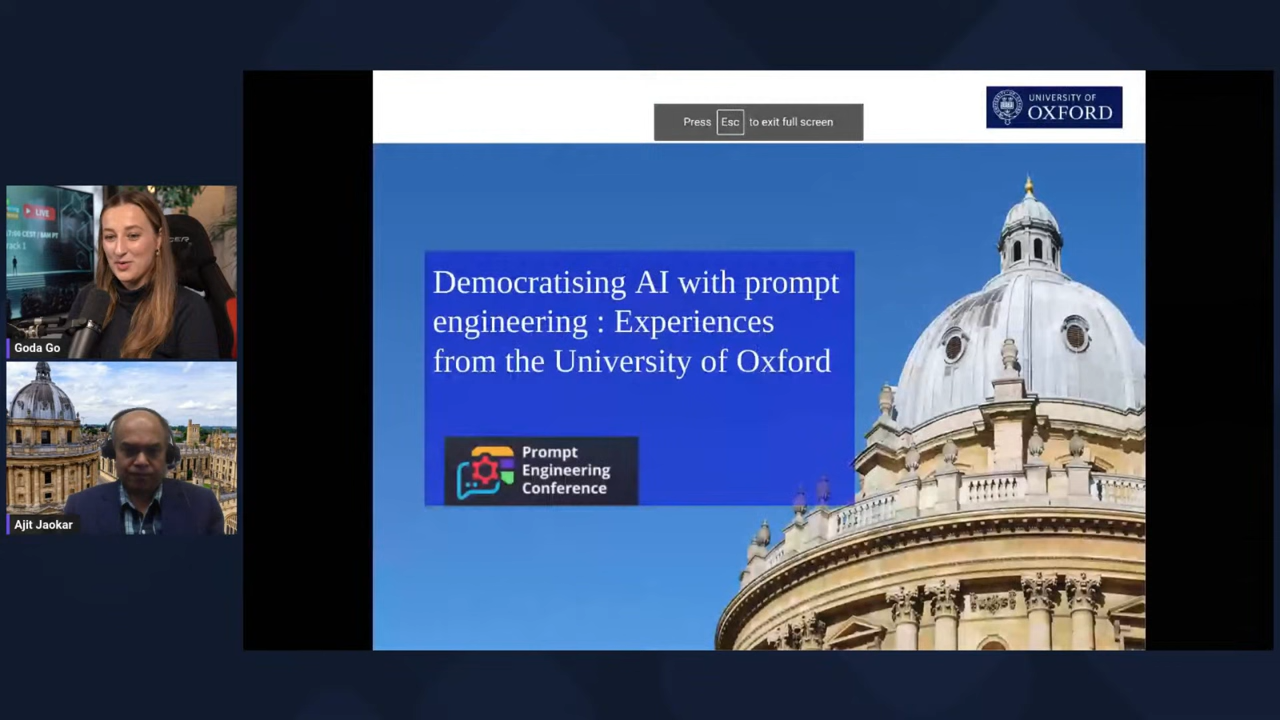 UNIVERSITY OF
OXFORD
Press Esc to exit full screen
Democratising AI with prompt
engineering : Experiences
from the University of Oxford
Prompt
Engineering
Conference
LIVE
Goda Go
Ajit Jaokar